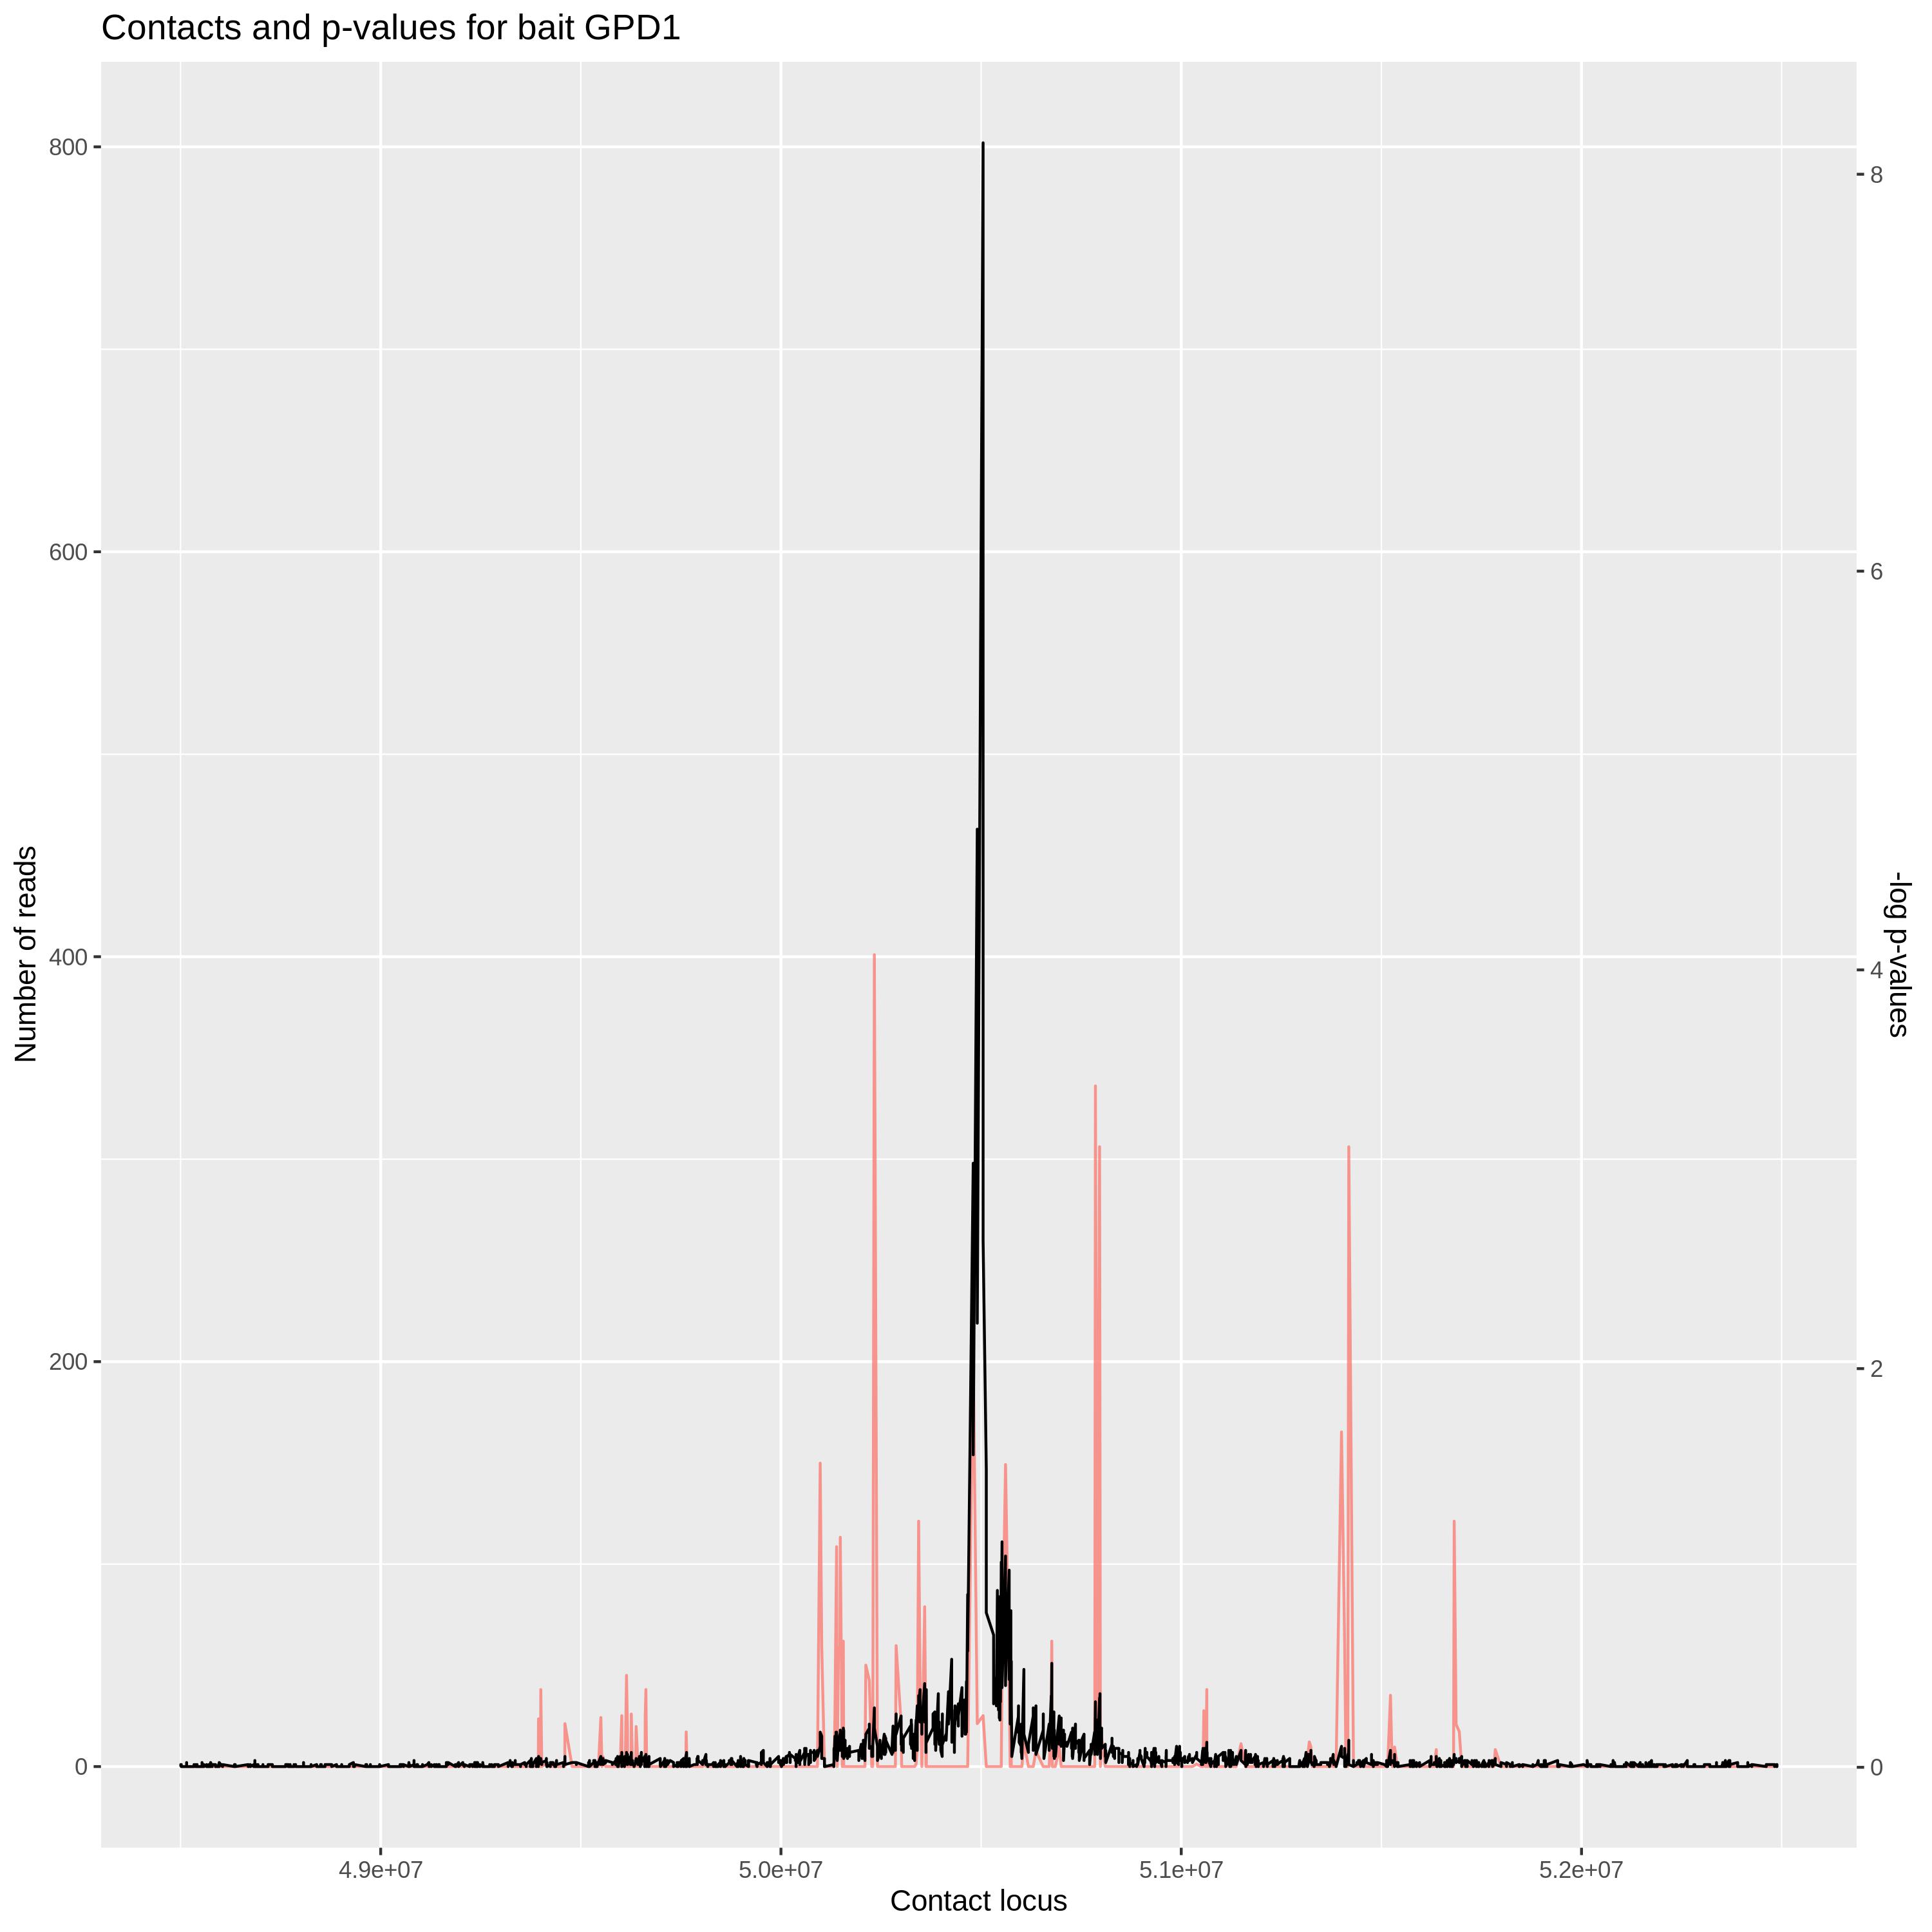 Contacts and p-values for bait GPD1
Number of reads
800
600
400
200
0
8
6
4
2
0
-log p-values
4.9e+07
5.0e+07
5.1e+07
5.2e+07
Contact locus